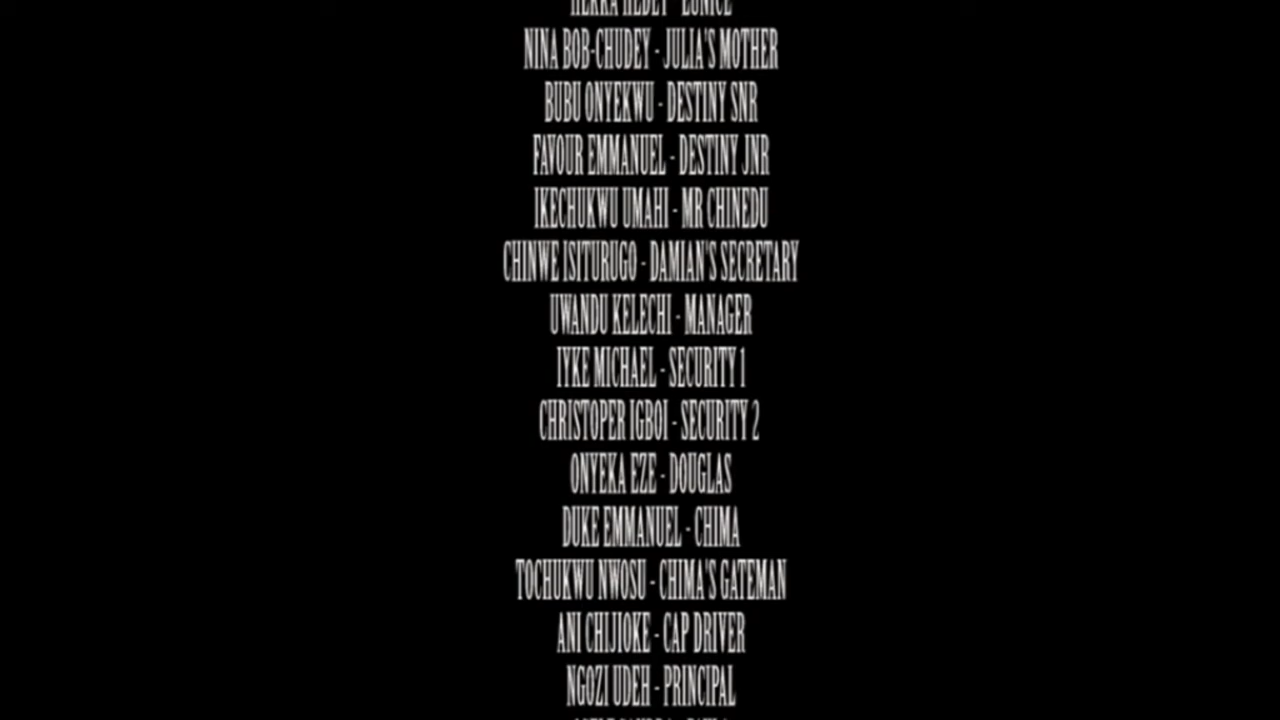 EUNICE
NINA BOB-CHUDEY - JULIA'S MOTHER
BUBU ONYEKWU - DESTINY SNR
FAVOUR EMMANUEL - DESTINY JNR
IKECHUKWU UMAHI - MR CHINEDU
CHINWE ISITURUGO - DAMIAN'S SECRETARY
UWANDU KELECHI - MANAGER
IYKE MICHAEL - SECURITY 1
CHRISTOPER IGBOI - SECURITY 2
ONYEKA EZE - DOUGLAS
DUKE EMMANUEL - CHIMA
TOCHUKWU NWOSU - CHIMA'S GATEMAN
ANI CHIJIOKE - CAP DRIVER
NGOZI UDEH - PRINCIPAL